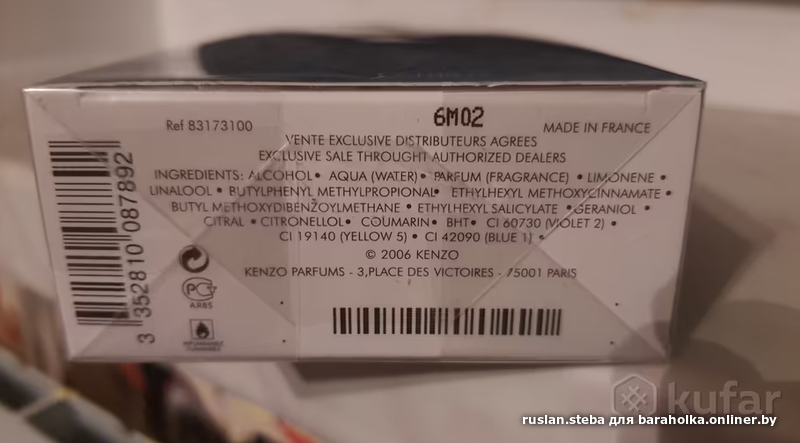 6M02
Ref 83173100
MADE IN FRANCE
VENTE EXCLUSIVE DISTRIBUTEURS AGREES
EXCLUSIVE SALE THROUGHT AUTHORIZED DEALERS
INGREDIENTS: ALCOHOL• AQUA (WATER)• PARFUM (FRAGRANCE) • LIMONENE •
LINALOOL • BUTYLPHENYL METHYLPROPIONAL• ETHYLHEXYL METHOXYCINNAMATE •
BUTYL METHOXYDIBENZOYLMETHANE • ETHYLHEXYL SALICYLATE •GERANIOL •
CITRAL • CITRONELLOL• COUMARIN• BHT• CI 60730 (VIOLET 2) •
CI 19140 (YELLOW 5) • CI 42090 (BLUE 1) •
© 2006 KENZO
KENZO PARFUMS - 3,PLACE DES VICTOIRES - 75001 PARIS
3 352810 087892
АЯ85
kufar
ruslan.steba для baraholka.onliner.by